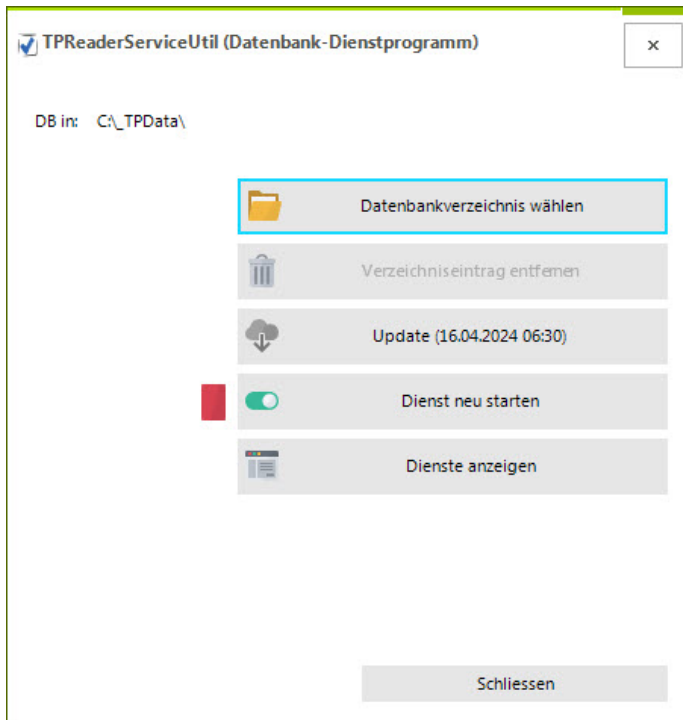 TPReaderServiceUtil (Datenbank-Dienstprogramm)
DB in: C:\_TPData\
Datenbankverzeichnis wählen
Verzeichniseintrag entfernen
Update (16.04.2024 06:30)
Dienst neu starten
Dienste anzeigen
Schliessen